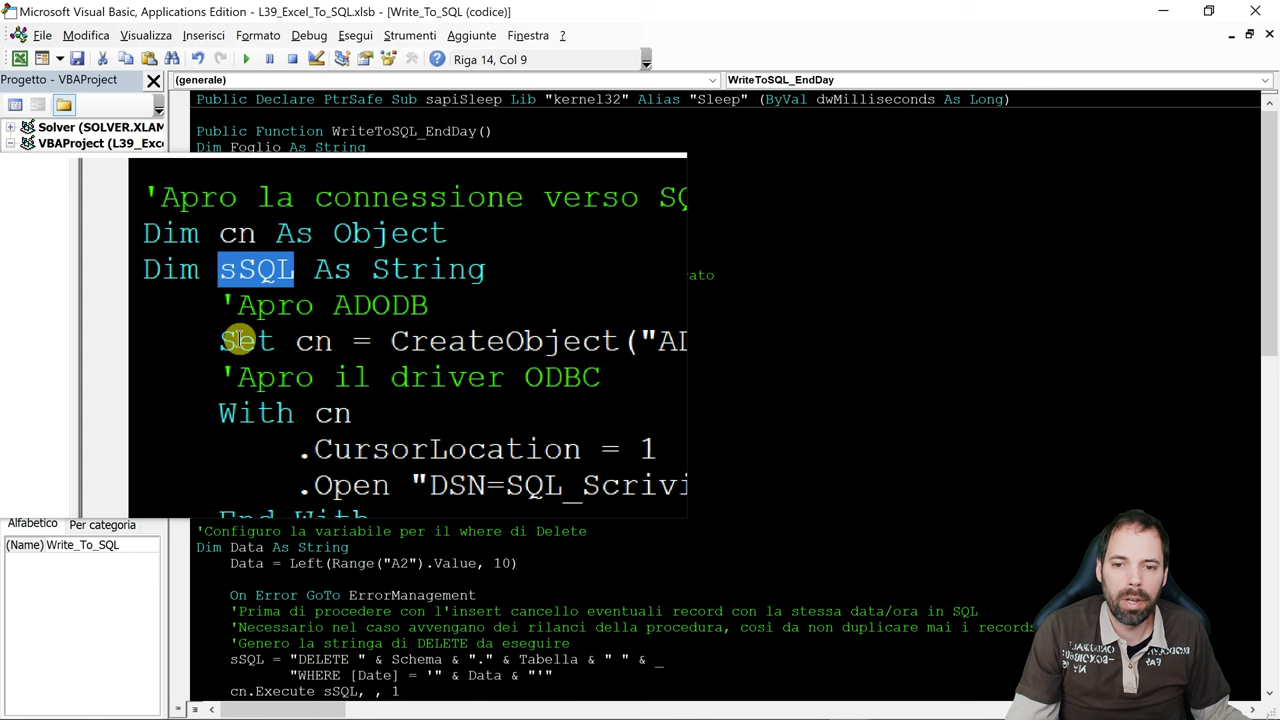 Microsoft Visual Basic, Applications Edition - L39_Excel_To_SQL.xlsb - [Write_To_SQL (codice)]
File Modifica Visualizza Inserisci Formato Debug Esegui Strumenti Aggiunte Finestra ?
Riga 14, Col 9
Progetto - VBAProject
(generale)
WriteToSQL_EndDay
Solver (SOLVER.XLAM
VBAProject (L39_Exce
Public Declare PtrSafe Sub sapiSleep Lib "kernel32" Alias "Sleep" (ByVal dwMilliseconds As Long)
Public Function WriteToSQL_EndDay()
Dim Foglio As String
'Apro la connessione verso SQ
Dim cn As Object
Dim sSQL As String
'Apro ADODB
Set cn = CreateObject("AD
'Apro il driver ODBC
With cn
.CursorLocation = 1
.Open "DSN=SQL_Scrivi
End With
rato
Alfabetico Per categoria
(Name) Write_To_SQL
'Configuro la variabile per il where di Delete
Dim Data As String
Data = Left(Range("A2").Value, 10)
On Error GoTo ErrorManagement
'Prima di procedere con l'insert cancello eventuali record con la stessa data/ora in SQL
'Necessario nel caso avvengano dei rilanci della procedura, così da non duplicare mai i records
'Genero la stringa di DELETE da eseguire
sSQL = "DELETE " & Schema & "." & Tabella & " " & _
"WHERE [Date] = '" & Data & "'"
cn.Execute sSQL, , 1